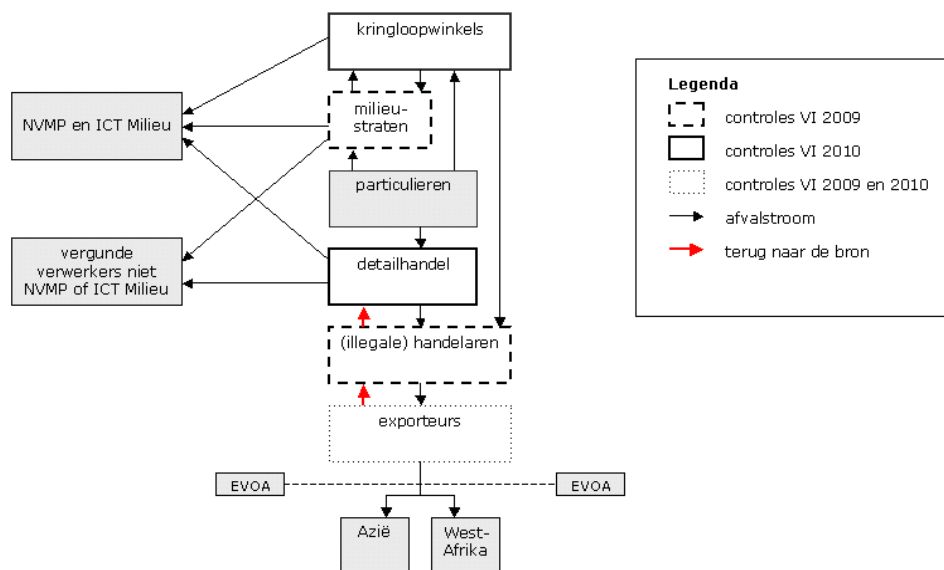 kringloopwinkels
milieu-
straten
NVMP en ICT Milieu
particulieren
vergunde
verwerkers niet
NVMP of ICT Milieu
detailhandel
(illegale) handelaren
exporteurs
EVOA
EVOA
Azië
West-
Afrika
Legenda
controles VI 2009
controles VI 2010
controles VI 2009 en 2010
afvalstroom
terug naar de bron